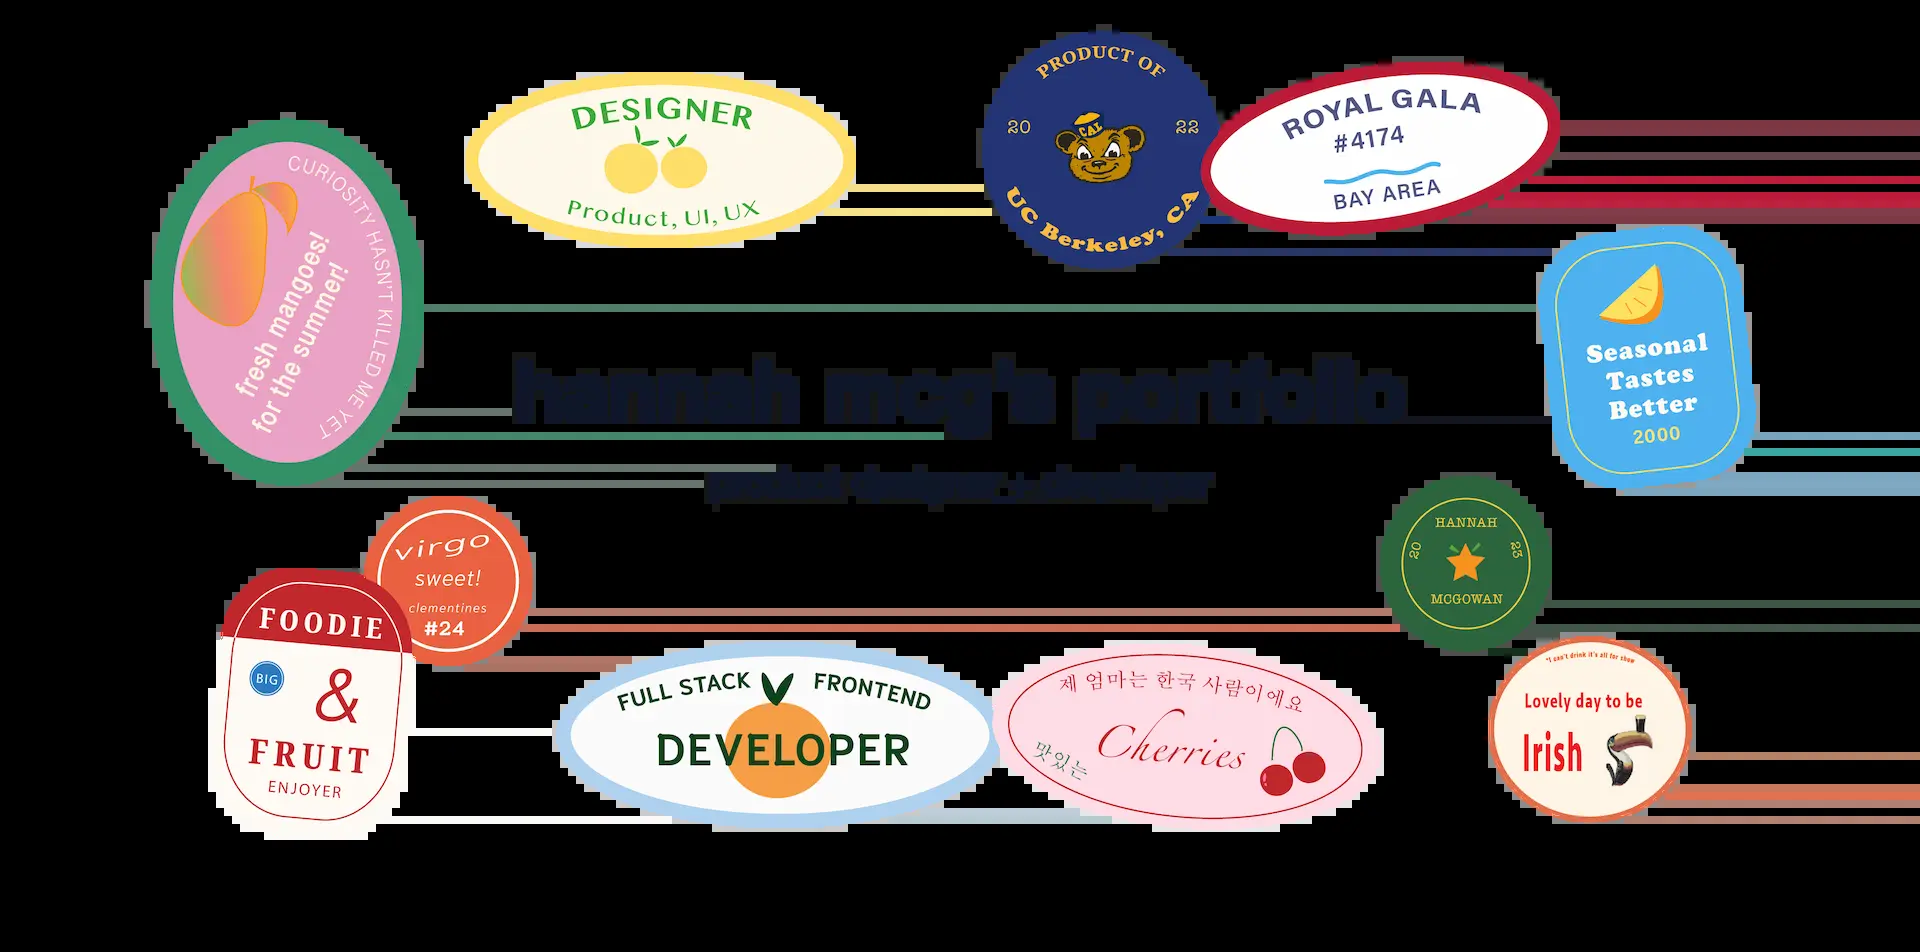 DESIGNER
Product, UI, UX
PRODUCT OF
20 22
CAL
UC Berkeley, CA
ROYAL GALA
#4174
BAY AREA
CURIOSITY HASN'T KILLED ME YET
fresh mangoes!
for the summer!
Seasonal
Tastes
Better
2000
hannah mcg's portfolio
product designer + developer
virgo
sweet!
clementines
#24
HANNAH
20 23
MCGOWAN
FOODIE
BIG
&
FRUIT
ENJOYER
FULL STACK FRONTEND
DEVELOPER
제 엄마는 한국 사람이에요
Cherries
맛있는
"I can't drink it's all for show
Lovely day to be
Irish